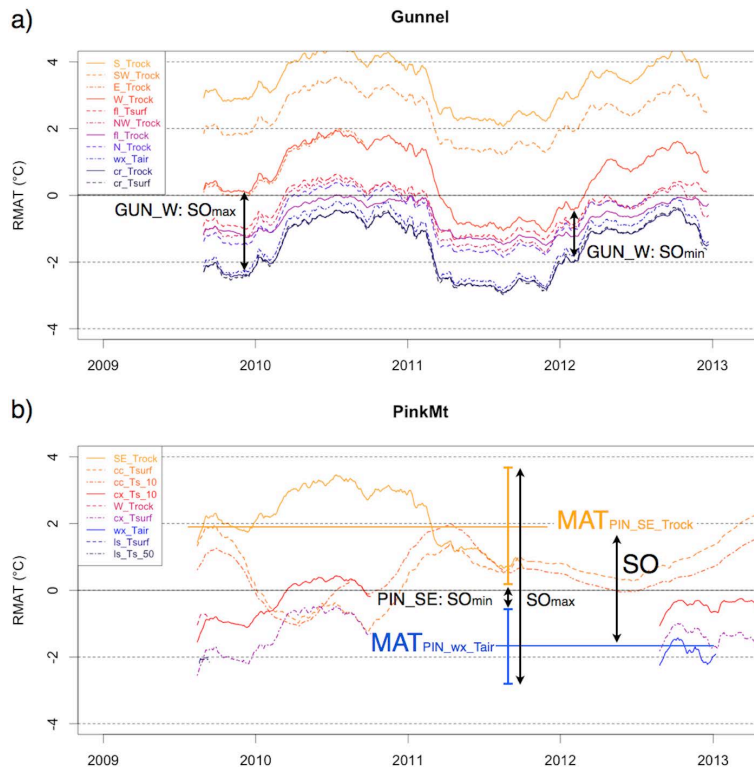 a)
Gunnel
S_Trock
SW_Trock
E_Trock
W_Trock
fl_Tsurf
NW_Trock
fl_Trock
N_Trock
wx_Tair
cr_Trock
cr_Tsurf
RMAT (°C)
4
2
0
-2
-4
GUN_W: SOmax
GUN_W: SOmin
2009 2010 2011 2012 2013
b)
PinkMt
SE_Trock
cc_Tsurf
cc_Ts_10
cx_Ts_10
W_Trock
cx_Tsurf
wx_Tair
ls_Tsurf
ls_Ts_50
RMAT (°C)
4
2
0
-2
-4
MATPIN_SE_Trock
SO
PIN_SE: SOmin
SOmax
MATPIN_wx_Tair
2009 2010 2011 2012 2013